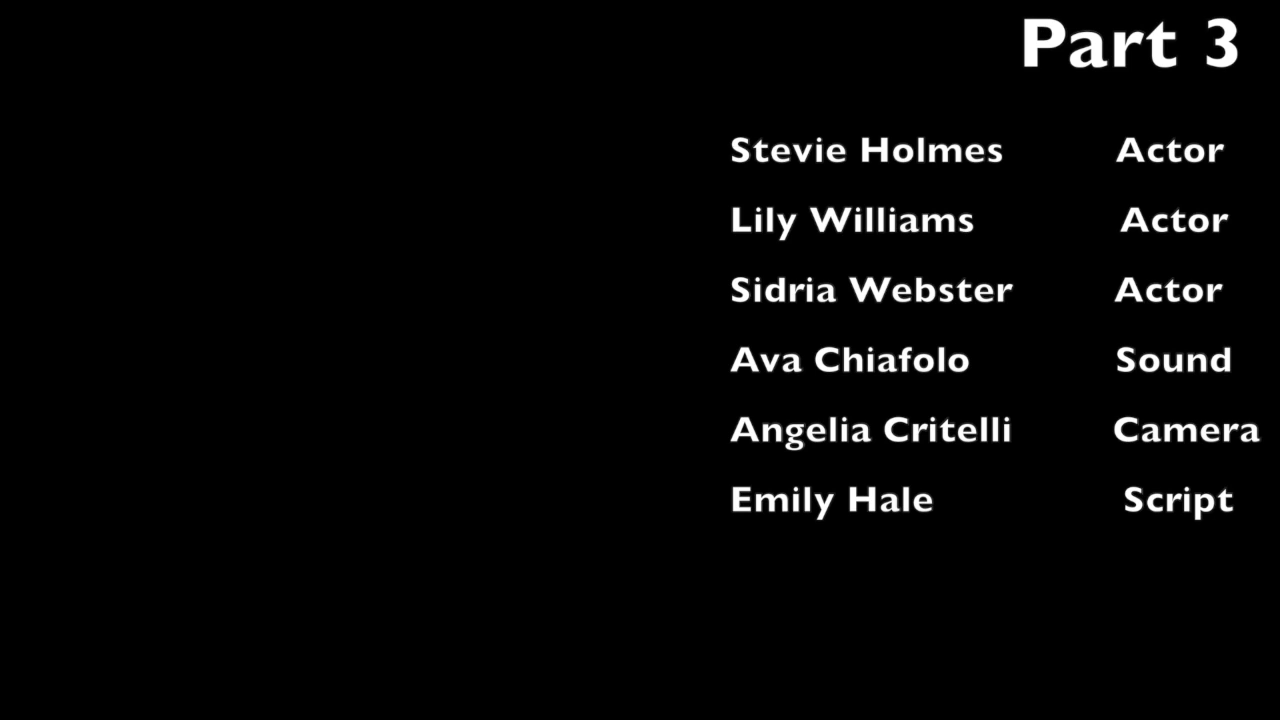 Part 3
Stevie Holmes Actor
Lily Williams Actor
Sidria Webster Actor
Ava Chiafolo Sound
Angelia Critelli Camera
Emily Hale Script